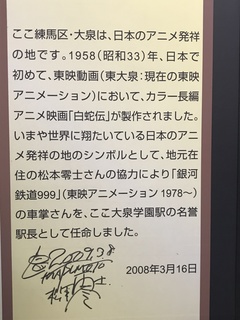 ここ練馬区・大泉は、日本のアニメ発祥
の地です。1958(昭和33)年、日本で
初めて、東映動画(東大泉:現在の東映
アニメーション)において、カラー長編
アニメ映画「白蛇伝」が製作されました。
いまや世界に翔たいている日本のアニ
メ発祥の地のシンボルとして、地元在
住の松本零士さんの協力により「銀河
鉄道999」(東映アニメーション1978~)
の車掌さんを、ここ大泉学園駅の名誉
駅長として任命しました。
2008年3月16日